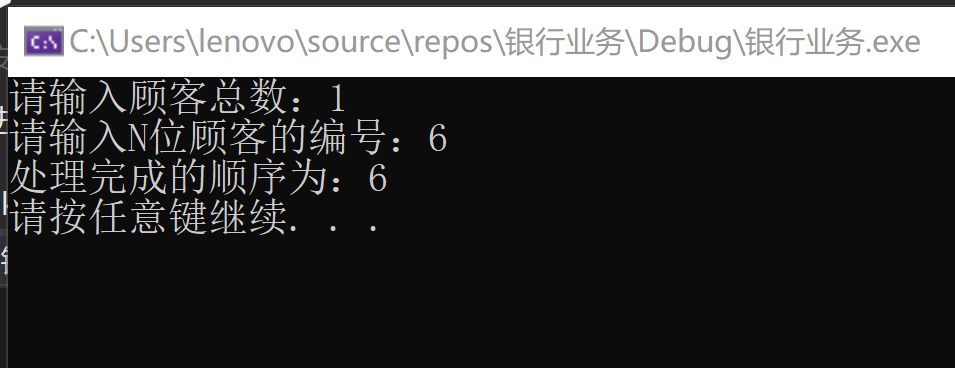 C:\Users\lenovo\source\repos\银行业务\Debug\银行业务.exe
请输入顾客总数：1
请输入N位顾客的编号：6
处理完成的顺序为：6
请按任意键继续. . .